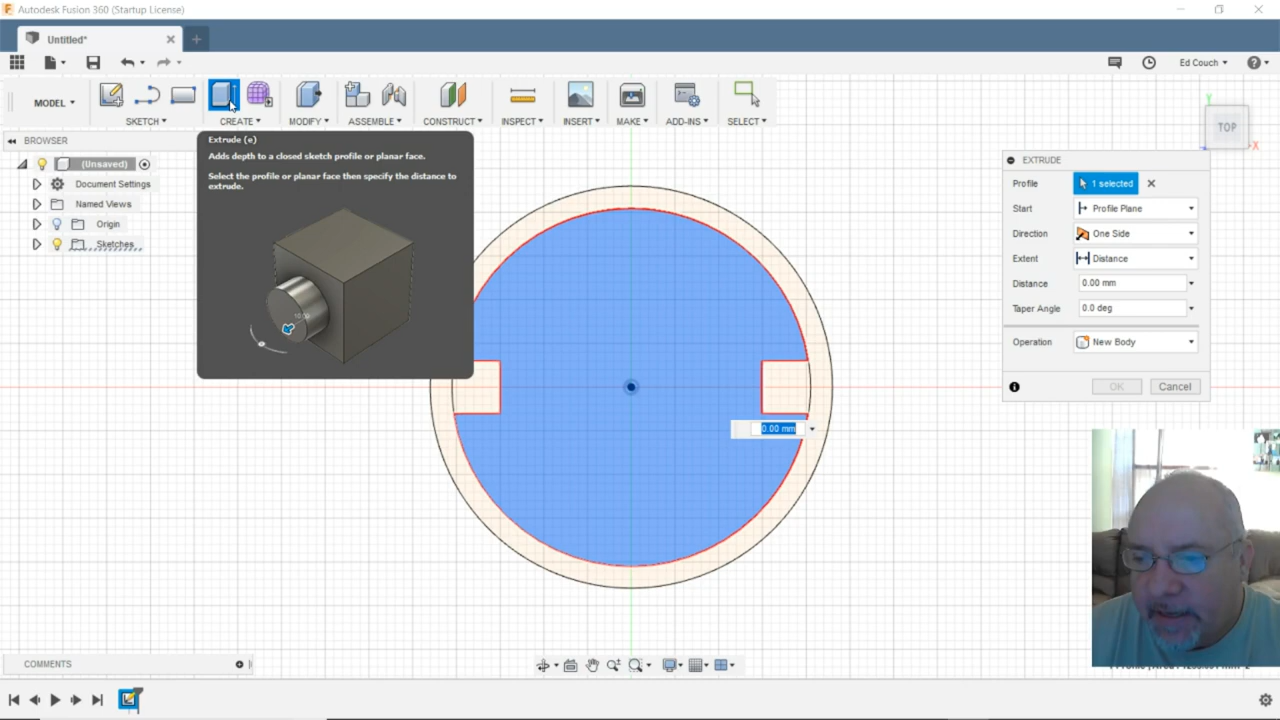 Autodesk Fusion 360 (Startup License)
Untitled*
Ed Couch
MODEL
SKETCH
CREATE
MODIFY
ASSEMBLE
CONSTRUCT
INSPECT
INSERT
MAKE
ADD-INS
SELECT
TOP
Y
X
BROWSER
(Unsaved)
Document Settings
Named Views
Origin
Sketches
Extrude (e)
Adds depth to a closed sketch profile or planar face.
Select the profile or planar face then specify the distance to
extrude.
EXTRUDE
Profile 1 selected
Start Profile Plane
Direction One Side
Extent Distance
Distance 0.00 mm
Taper Angle 0.0 deg
Operation New Body
OK Cancel
0.00 mm
COMMENTS